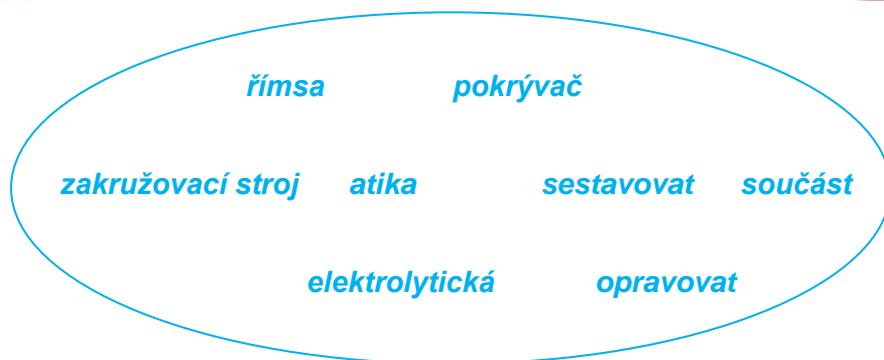 římsa pokrývač
zakružovací stroj atika sestavovat součást
elektrolytická opravovat